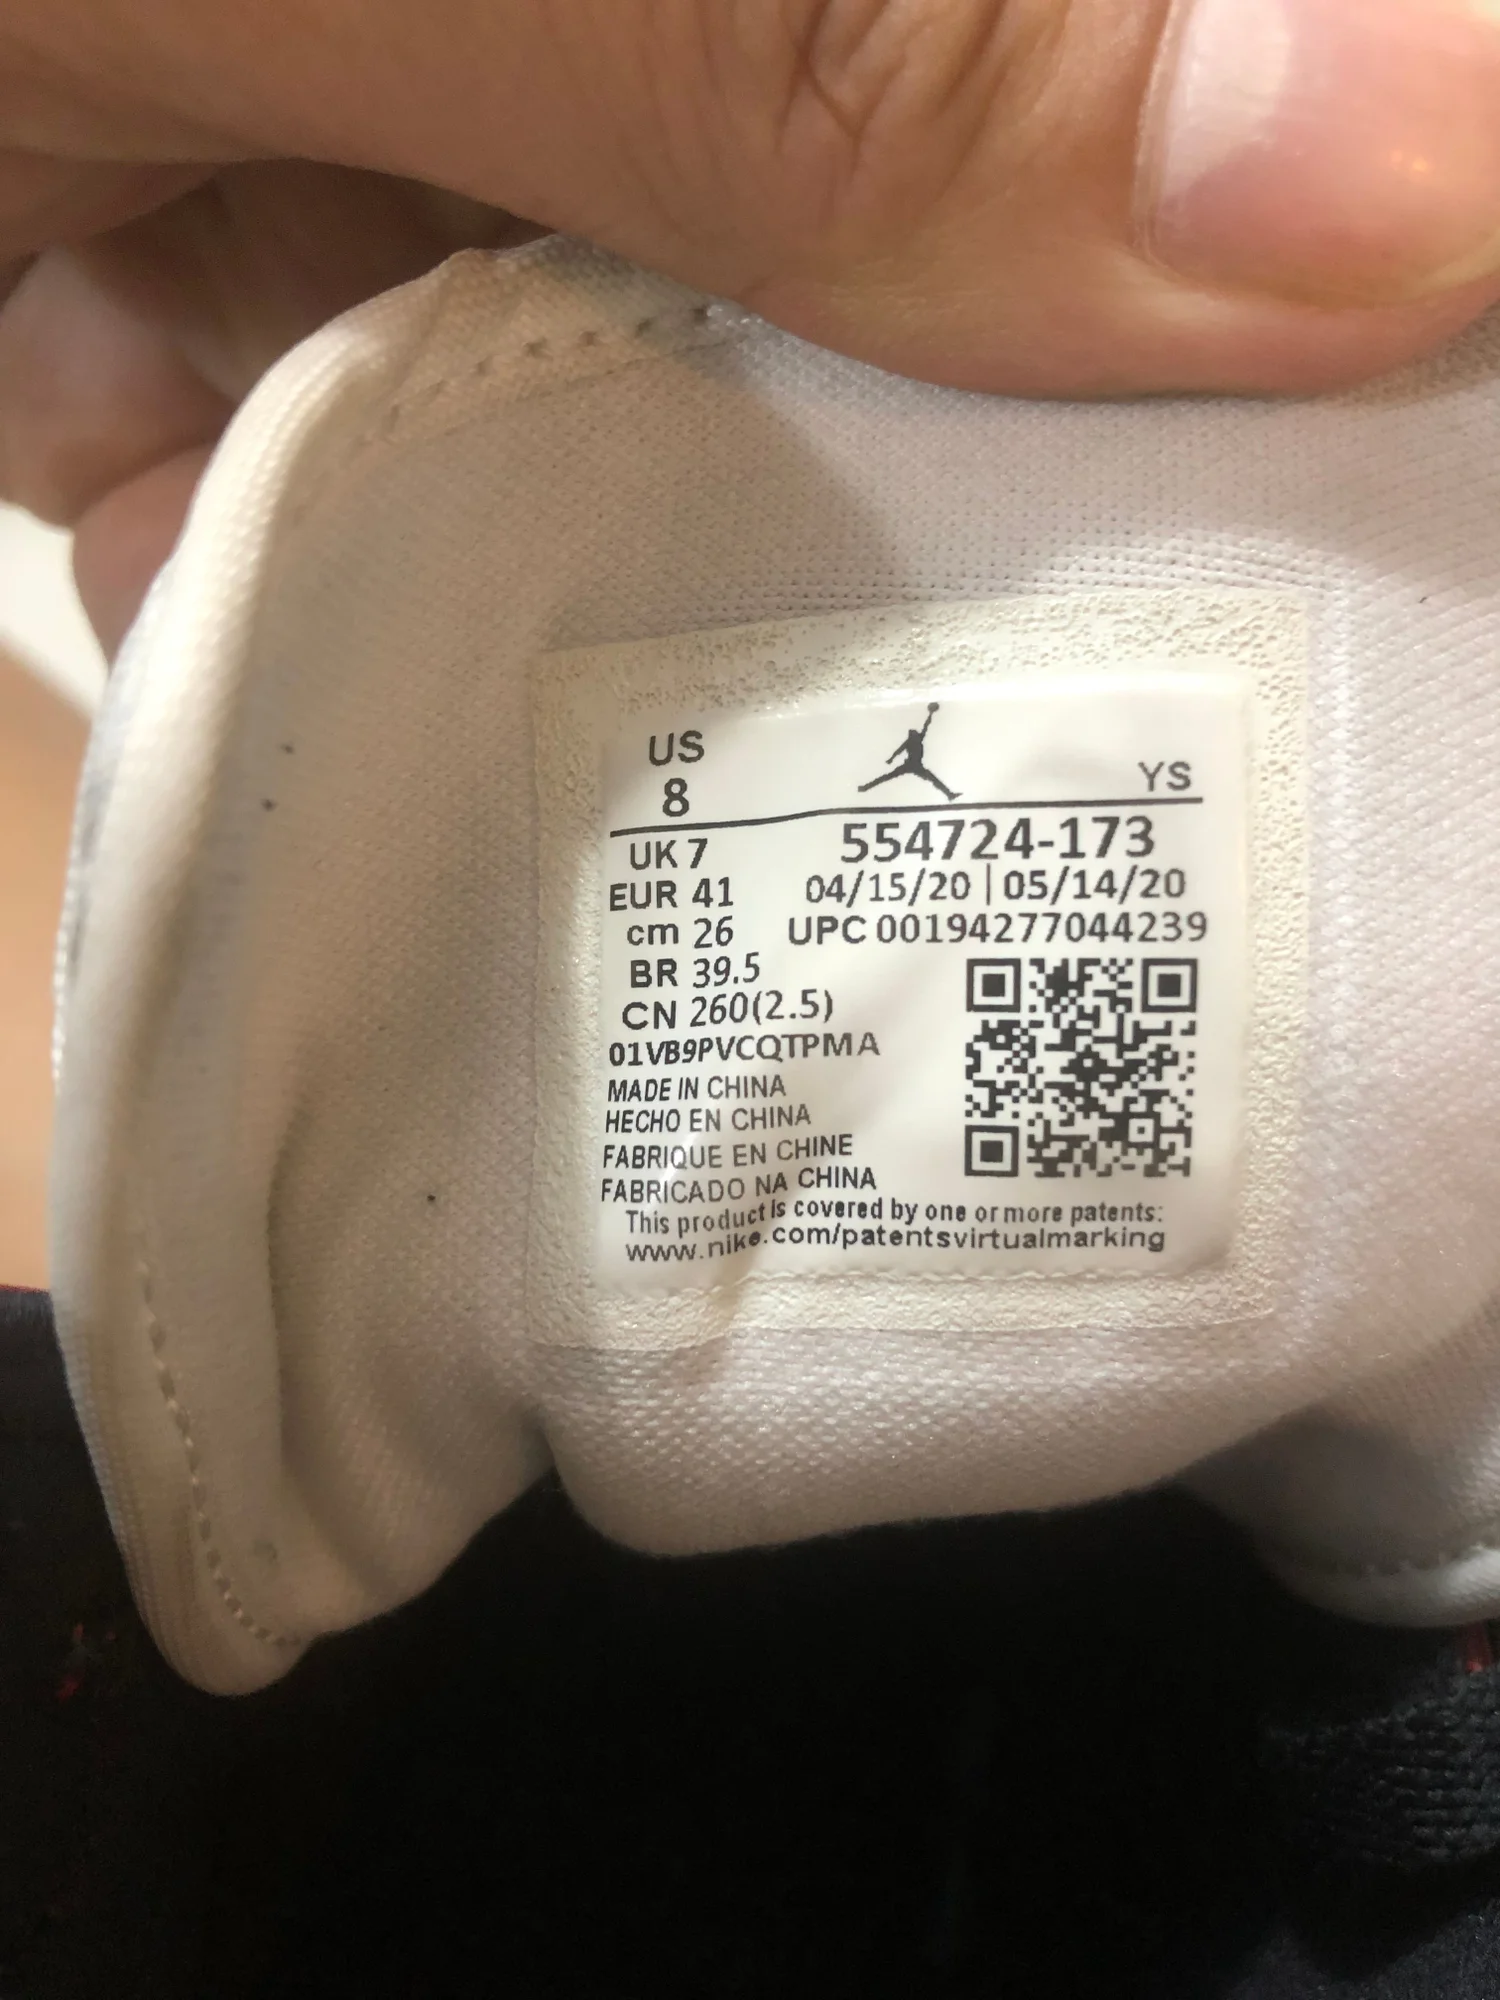 US
8
YS
UK 7
554724-173
EUR 41
04/15/20 | 05/14/20
cm 26
UPC 00194277044239
BR 39.5
CN 260(2.5)
01VB9PVCQTPMA
MADE IN CHINA
HECHO EN CHINA
FABRIQUE EN CHINE
FABRICADO NA CHINA
This product is covered by one or more patents:
www.nike.com/patentsvirtualmarking